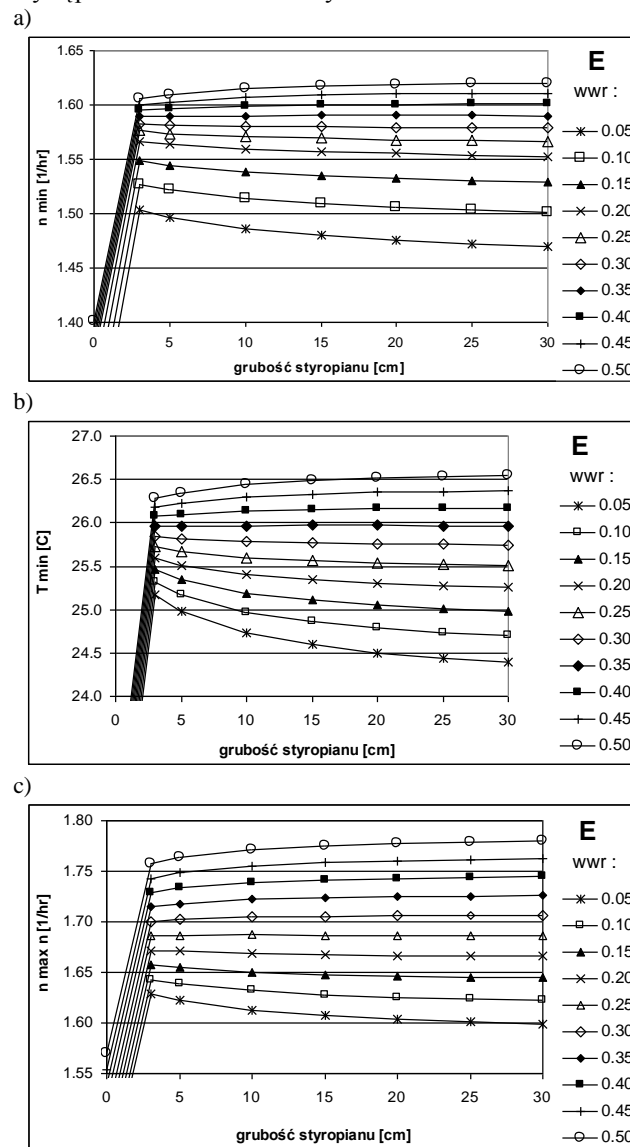 a)
E
wwr :
1.65
1.60
1.55
1.50
1.45
1.40
n min [1/hr]
0 5 10 15 20 25 30
grubość styropianu [cm]
0.05
0.10
0.15
0.20
0.25
0.30
0.35
0.40
0.45
0.50
b)
E
wwr :
27.0
26.5
26.0
25.5
25.0
24.5
24.0
T min [C]
0 5 10 15 20 25 30
grubość styropianu [cm]
0.05
0.10
0.15
0.20
0.25
0.30
0.35
0.40
0.45
0.50
c)
E
wwr :
1.80
1.75
1.70
1.65
1.60
1.55
n max n [1/hr]
0 5 10 15 20 25 30
grubość styropianu [cm]
0.05
0.10
0.15
0.20
0.25
0.30
0.35
0.40
0.45
0.50